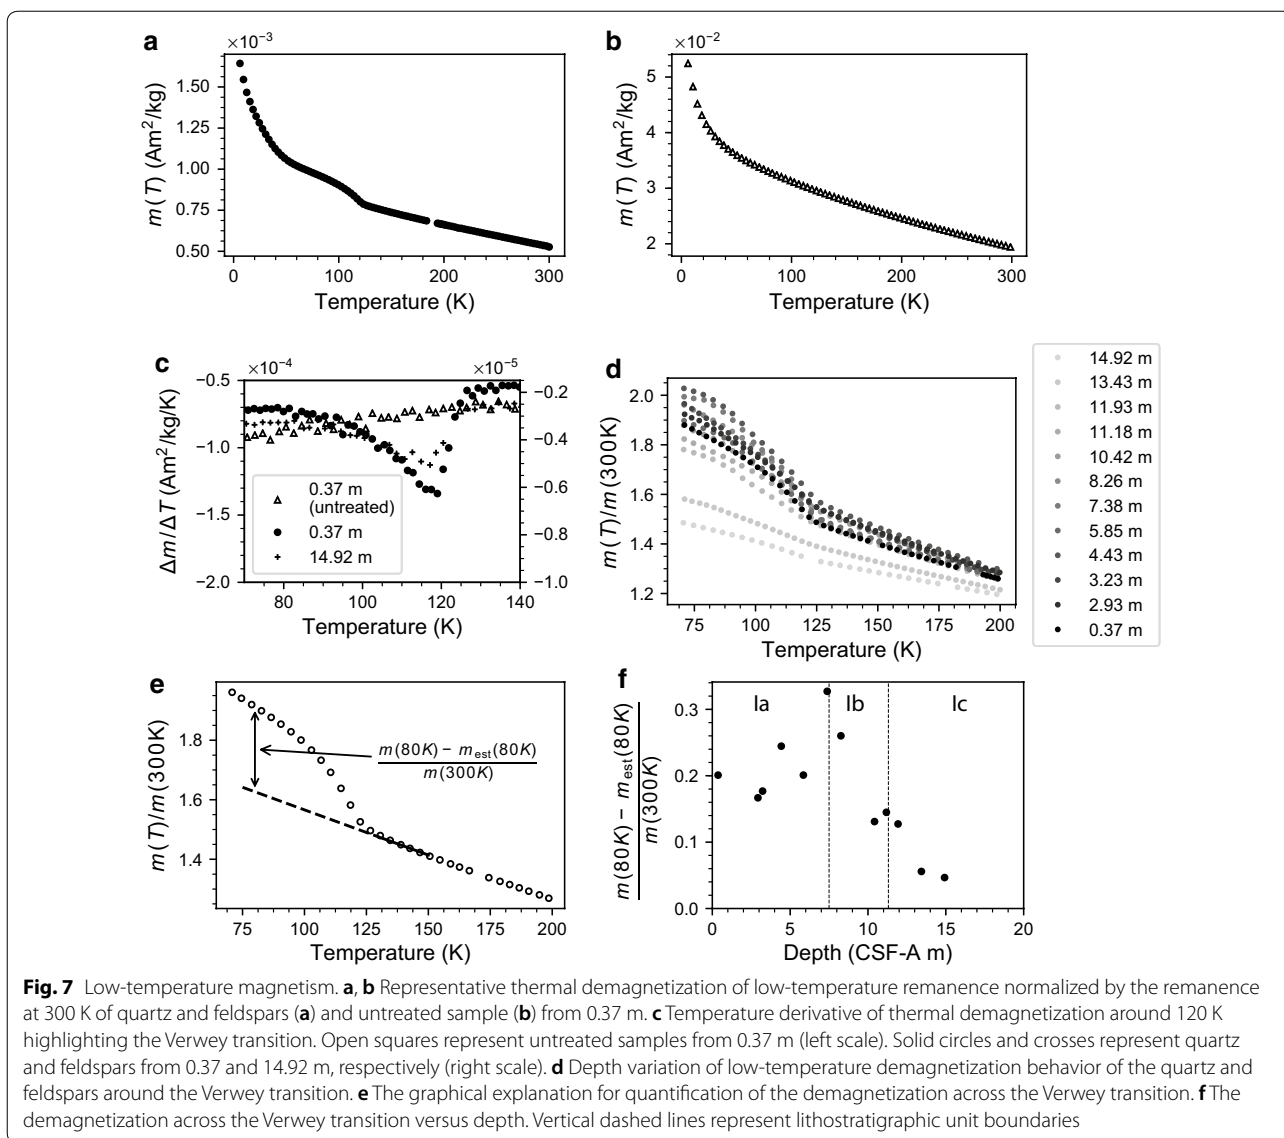 a
×10⁻³
m(T) (Am²/kg)
1.50
1.25
1.00
0.75
0.50
0
100
200
300
Temperature (K)
b
×10⁻²
m(T) (Am²/kg)
5
4
3
2
0
100
200
300
Temperature (K)
c
×10⁻⁴
×10⁻⁵
Δm/ΔT (Am²/kg/K)
−0.5
−1.0
−1.5
−2.0
−0.2
−0.4
−0.6
−0.8
−1.0
0.37 m
(untreated)
0.37 m
14.92 m
80
100
120
140
Temperature (K)
d
m(T)/m(300K)
2.0
1.8
1.6
1.4
1.2
75
100
125
150
175
200
Temperature (K)
14.92 m
13.43 m
11.93 m
11.18 m
10.42 m
8.26 m
7.38 m
5.85 m
4.43 m
3.23 m
2.93 m
0.37 m
e
m(T)/m(300K)
1.8
1.6
1.4
m(80K) − m_est(80K)
m(300K)
75
100
125
150
175
200
Temperature (K)
f
m(80K) − m_est(80K)
m(300K)
0.3
0.2
0.1
0.0
Ia
Ib
Ic
0
5
10
15
20
Depth (CSF-A m)
Fig. 7 Low-temperature magnetism. a, b Representative thermal demagnetization of low-temperature remanence normalized by the remanence
at 300 K of quartz and feldspars (a) and untreated sample (b) from 0.37 m. c Temperature derivative of thermal demagnetization around 120 K
highlighting the Verwey transition. Open squares represent untreated samples from 0.37 m (left scale). Solid circles and crosses represent quartz
and feldspars from 0.37 and 14.92 m, respectively (right scale). d Depth variation of low-temperature demagnetization behavior of the quartz and
feldspars around the Verwey transition. e The graphical explanation for quantification of the demagnetization across the Verwey transition. f The
demagnetization across the Verwey transition versus depth. Vertical dashed lines represent lithostratigraphic unit boundaries